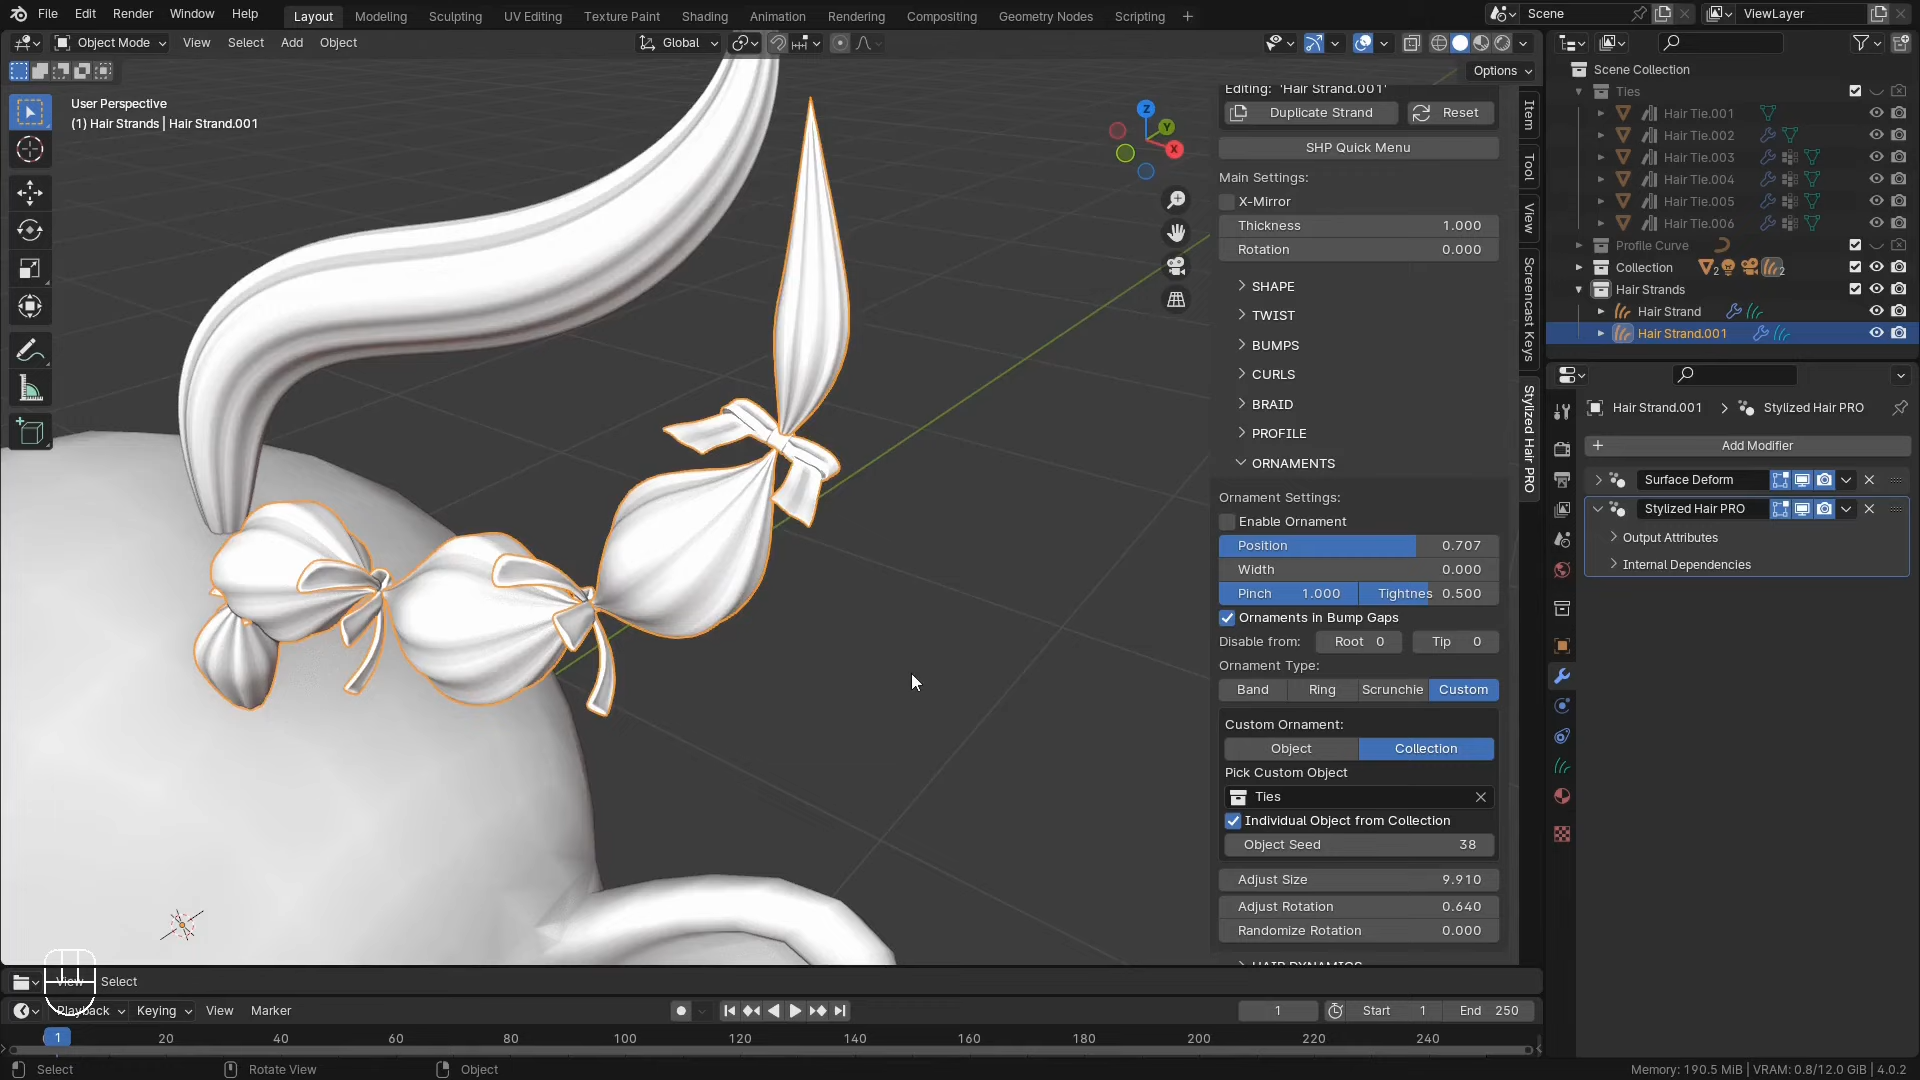 File Edit Render Window Help Layout Modeling Sculpting UV Editing Texture Paint Shading Animation Rendering Compositing Geometry Nodes Scripting + Scene ViewLayer
Object Mode View Select Add Object Global
Options
User Perspective
(1) Hair Strands | Hair Strand.001
Z
Y
X
Editing: 'Hair Strand.001'
Duplicate Strand Reset
SHP Quick Menu
Main Settings:
X-Mirror
Thickness 1.000
Rotation 0.000
SHAPE
TWIST
BUMPS
CURLS
BRAID
PROFILE
ORNAMENTS
Ornament Settings:
Enable Ornament
Position 0.707
Width 0.000
Pinch 1.000 Tightnes 0.500
Ornaments in Bump Gaps
Disable from: Root 0 Tip 0
Ornament Type:
Band Ring Scrunchie Custom
Custom Ornament:
Object Collection
Pick Custom Object
Ties
Individual Object from Collection
Object Seed 38
Adjust Size 9.910
Adjust Rotation 0.640
Randomize Rotation 0.000
HAIR DYNAMICS
Item
Tool
View
Screencast Keys
Stylized Hair PRO
Scene Collection
Ties
Hair Tie.001
Hair Tie.002
Hair Tie.003
Hair Tie.004
Hair Tie.005
Hair Tie.006
Profile Curve
Collection 2 2
Hair Strands
Hair Strand
Hair Strand.001
Hair Strand.001 > Stylized Hair PRO
Add Modifier
Surface Deform
Stylized Hair PRO
Output Attributes
Internal Dependencies
View Select
Playback Keying View Marker 1 Start 1 End 250
1 20 40 60 80 100 120 140 160 180 200 220 240
Select Rotate View Object Memory: 190.5 MiB | VRAM: 0.8/12.0 GiB | 4.0.2